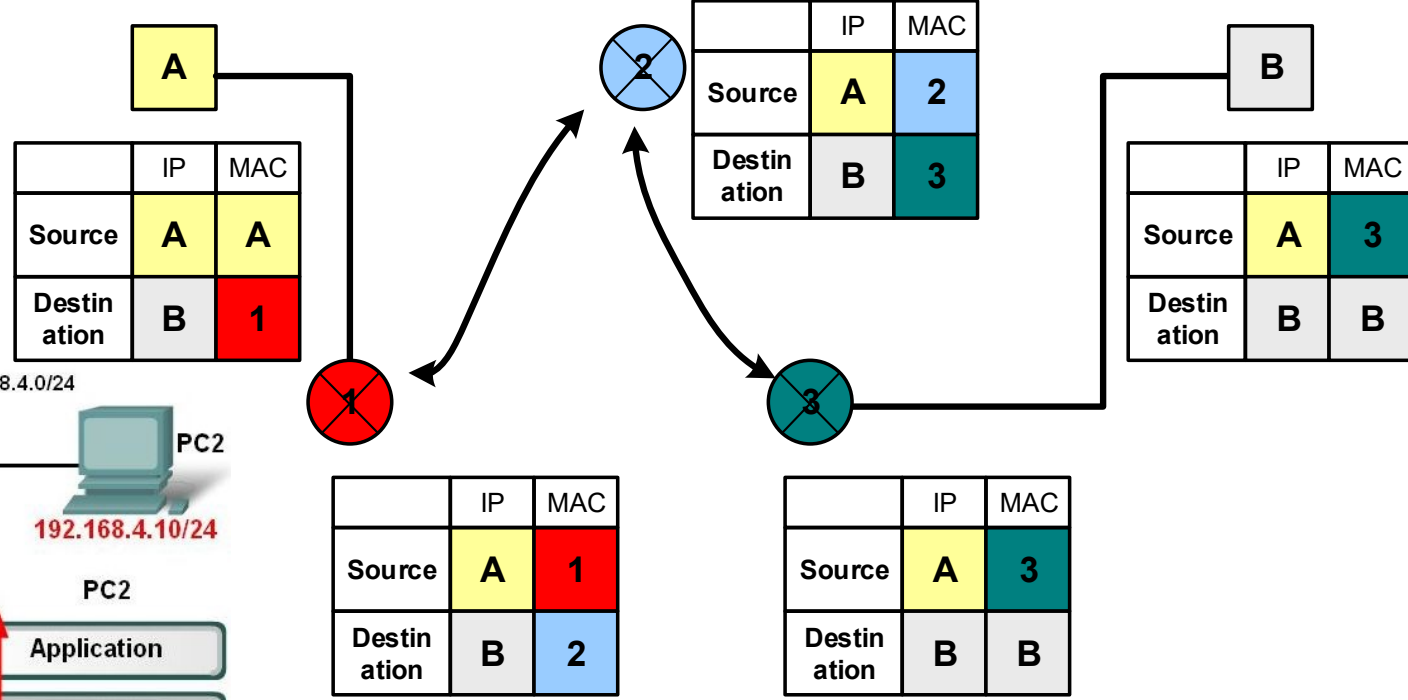 A
2
B
IP MAC
Source A 2
Destin
ation B 3
IP MAC
Source A A
Destin
ation B 1
IP MAC
Source A 3
Destin
ation B B
8.4.0/24
1
3
PC2
192.168.4.10/24
PC2
Application
IP MAC
Source A 1
Destin
ation B 2
IP MAC
Source A 3
Destin
ation B B